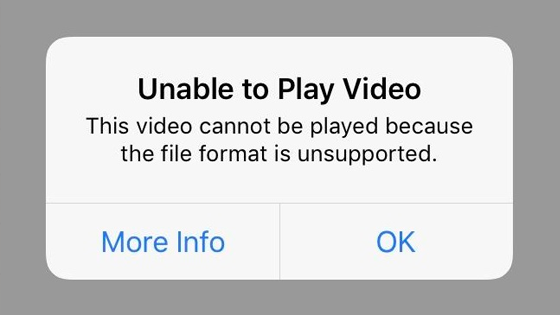 Unable to Play Video
This video cannot be played because
the file format is unsupported.
More Info
OK